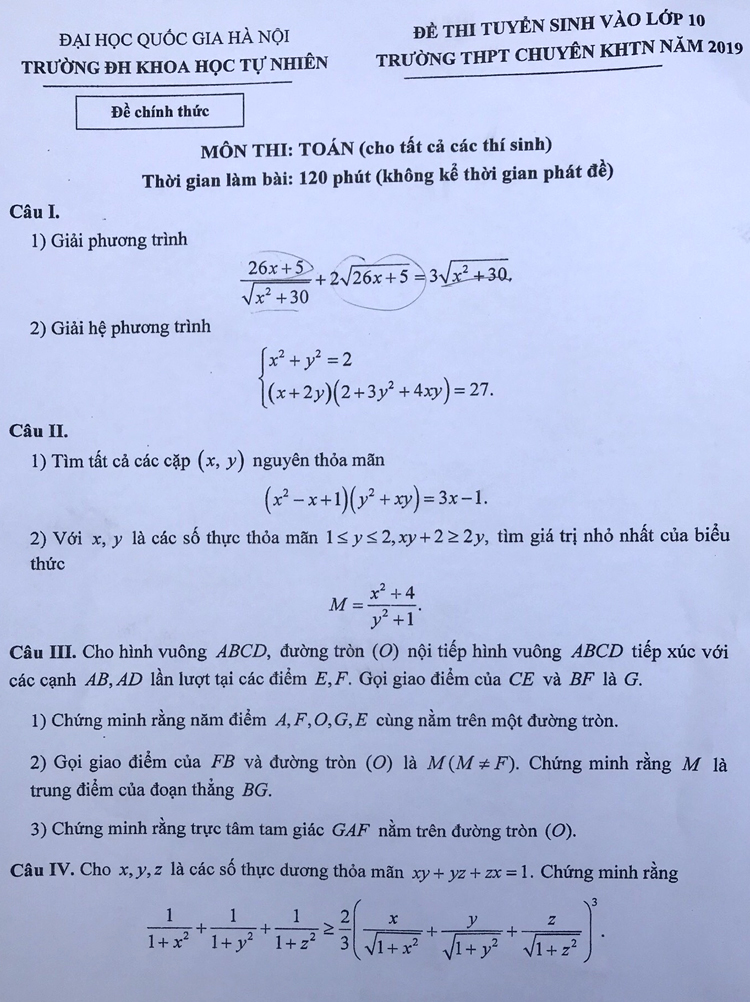 ĐẠI HỌC QUỐC GIA HÀ NỘI
TRƯỜNG ĐH KHOA HỌC TỰ NHIÊN
ĐỀ THI TUYỂN SINH VÀO LỚP 10
TRƯỜNG THPT CHUYÊN KHTN NĂM 2019
Đề chính thức
MÔN THI: TOÁN (cho tất cả các thí sinh)
Thời gian làm bài: 120 phút (không kể thời gian phát đề)
Câu I.
1) Giải phương trình
$\frac{26x+5}{\sqrt{x^2+30}}+2\sqrt{26x+5}=3\sqrt{x^2+30}.$
2) Giải hệ phương trình
$\begin{cases}x^2+y^2=2\\(x+2y)(2+3y^2+4xy)=27.\end{cases}$
Câu II.
1) Tìm tất cả các cặp (x, y) nguyên thỏa mãn
$(x^2-x+1)(y^2+xy)=3x-1.$
2) Với x, y là các số thực thỏa mãn 1 ≤ y ≤ 2, xy + 2 ≥ 2y, tìm giá trị nhỏ nhất của biểu
thức
$M=\frac{x^2+4}{y^2+1}.$
Câu III. Cho hình vuông ABCD, đường tròn (O) nội tiếp hình vuông ABCD tiếp xúc với
các cạnh AB, AD lần lượt tại các điểm E, F. Gọi giao điểm của CE và BF là G.
1) Chứng minh rằng năm điểm A, F, O, G, E cùng nằm trên một đường tròn.
2) Gọi giao điểm của FB và đường tròn (O) là M (M ≠ F). Chứng minh rằng M là
trung điểm của đoạn thẳng BG.
3) Chứng minh rằng trực tâm tam giác GAF nằm trên đường tròn (O).
Câu IV. Cho x, y, z là các số thực dương thỏa mãn xy + yz + zx = 1. Chứng minh rằng
$\frac{1}{1+x^2}+\frac{1}{1+y^2}+\frac{1}{1+z^2}\ge\frac{2}{3}\left(\frac{x}{\sqrt{1+x^2}}+\frac{y}{\sqrt{1+y^2}}+\frac{z}{\sqrt{1+z^2}}\right)^3.$